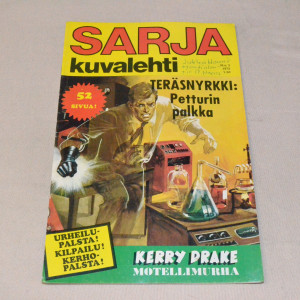 SARJA
kuvalehti
TERÄSNYRKKI:
Petturin
palkka
52
SIVUA!
URHEILU-
PALSTA!
KILPAILU!
KERHO-
PALSTA!
KERRY DRAKE
MOTELLIMURHA